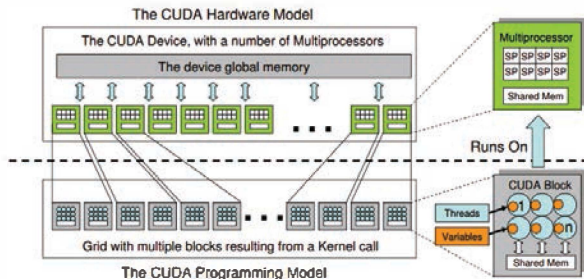 The CUDA Hardware Model
The CUDA Device, with a number of Multiprocessors
The device global memory
Multiprocessor
SP SP SP SP
SP SP SP SP
Shared Mem
Runs On
CUDA Block
Threads
1
Variables
n
Shared Mem
Grid with multiple blocks resulting from a Kernel call
The CUDA Programming Model